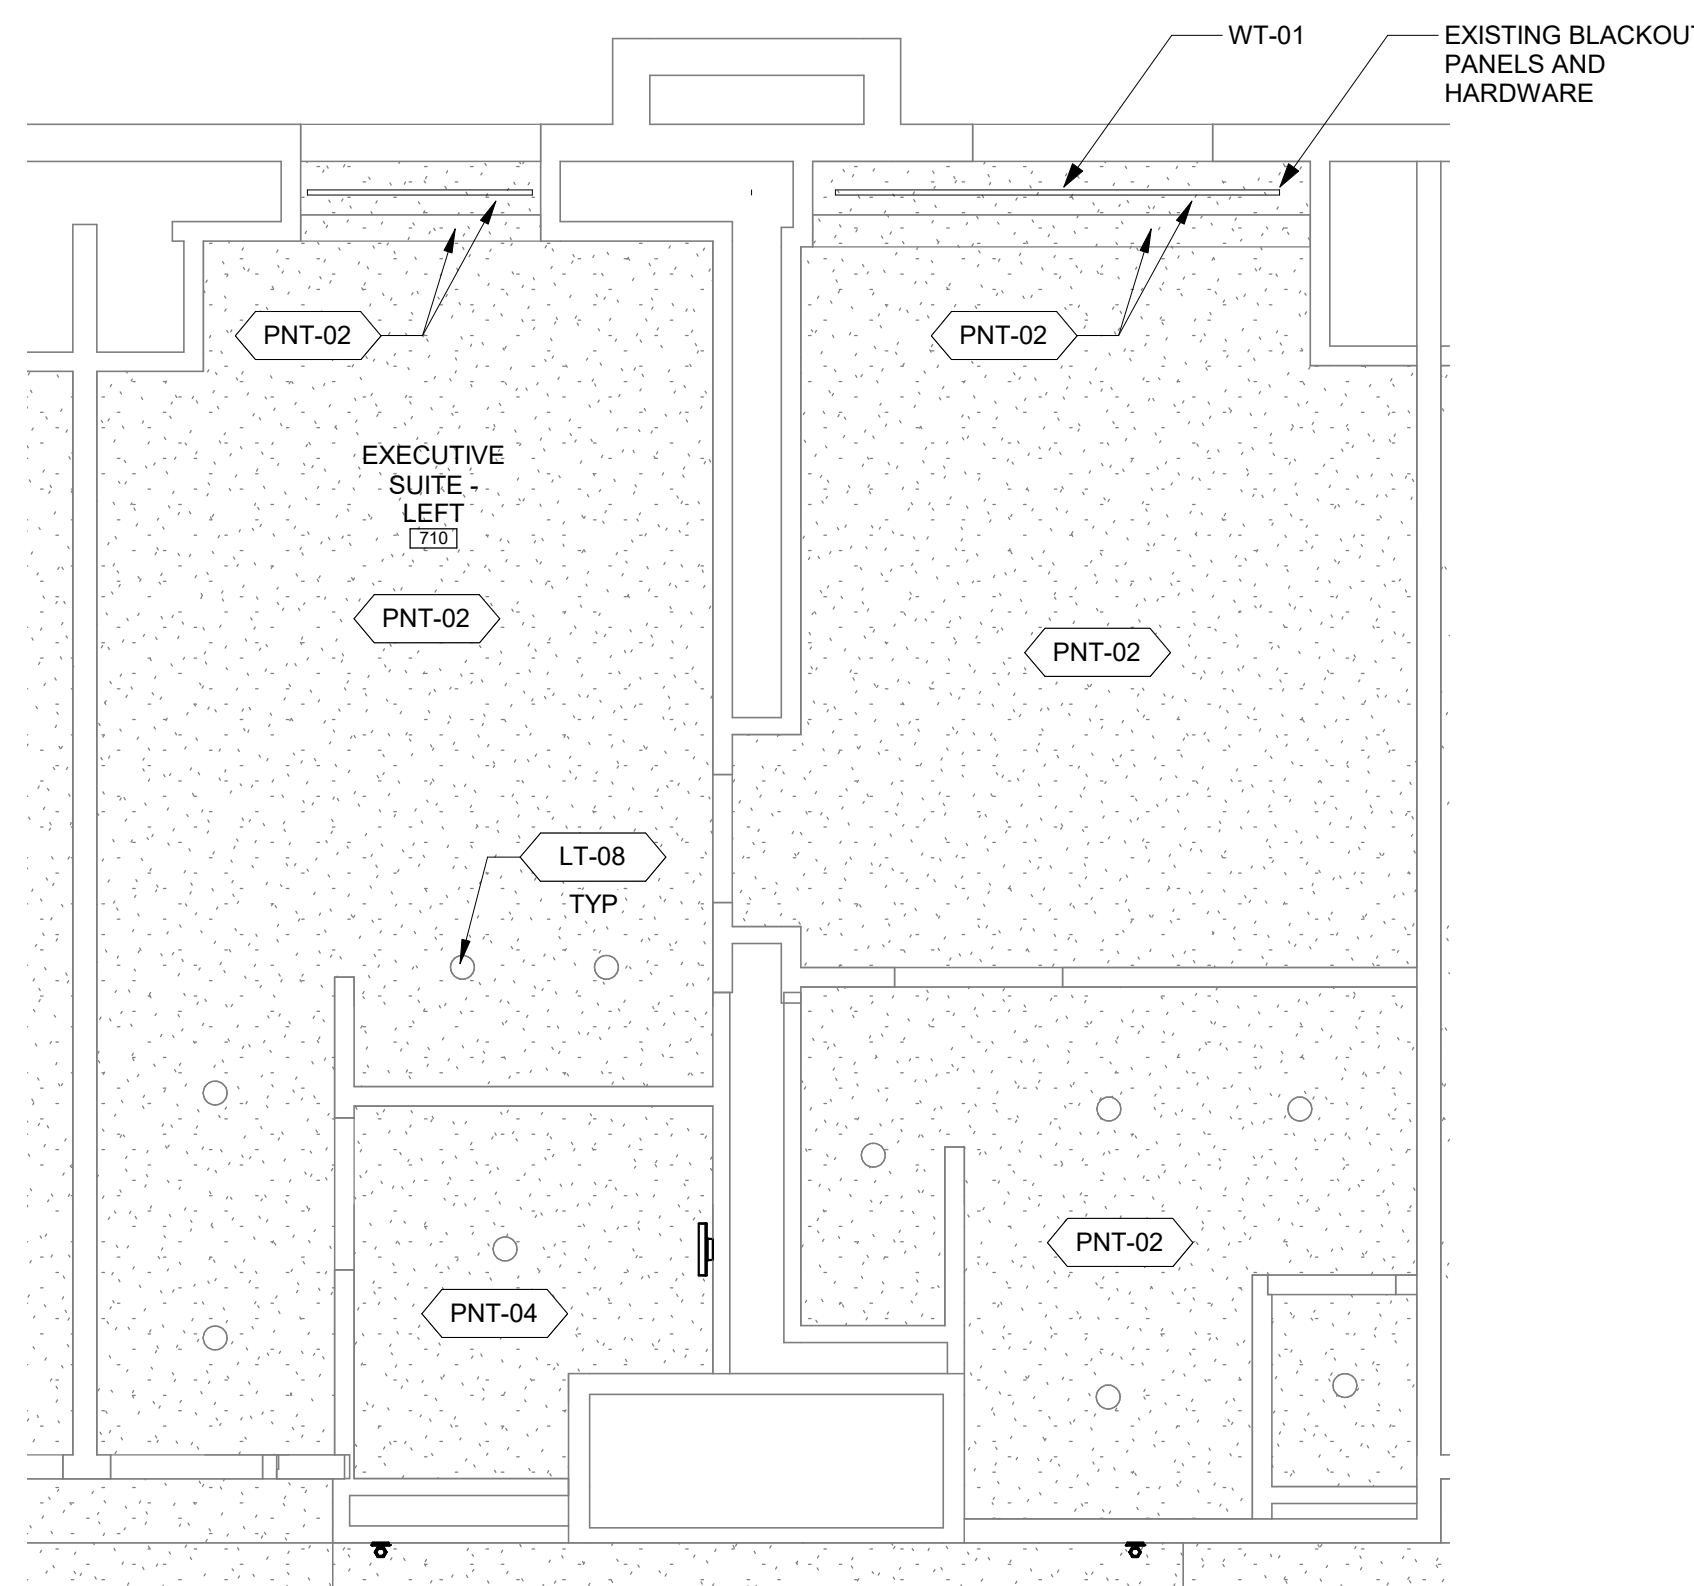 WT-01
EXISTING BLACKOUT
PANELS AND
HARDWARE
PNT-02
PNT-02
EXECUTIVE
SUITE -
LEFT
710
PNT-02
PNT-02
LT-08
TYP
PNT-02
PNT-04